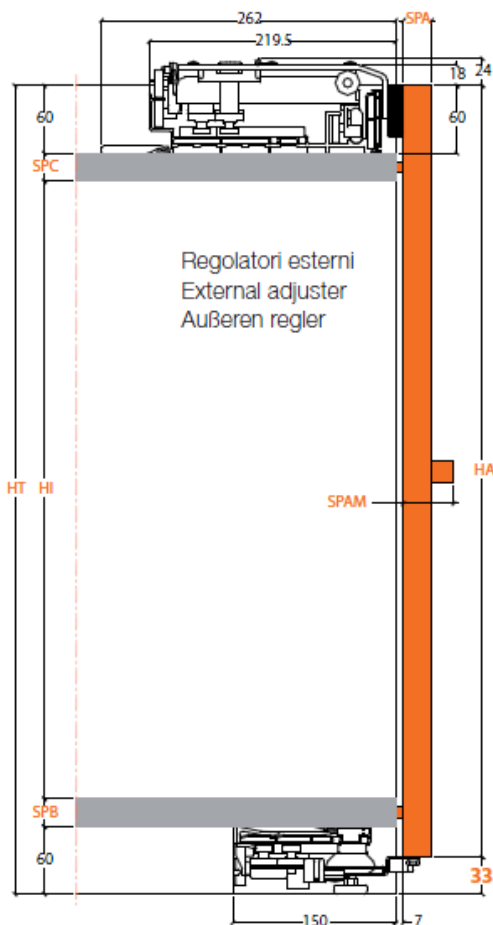 262
SPA
219.5
18
24
60
60
SPC
Regolatori esterni
External adjuster
Außeren regler
HT
HI
HA
SPAM
SPB
60
33
150
7